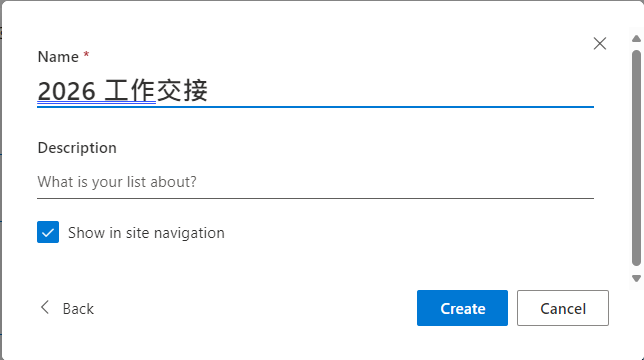 Name *
2026 工作交接
Description
What is your list about?
Show in site navigation
Back
Create
Cancel